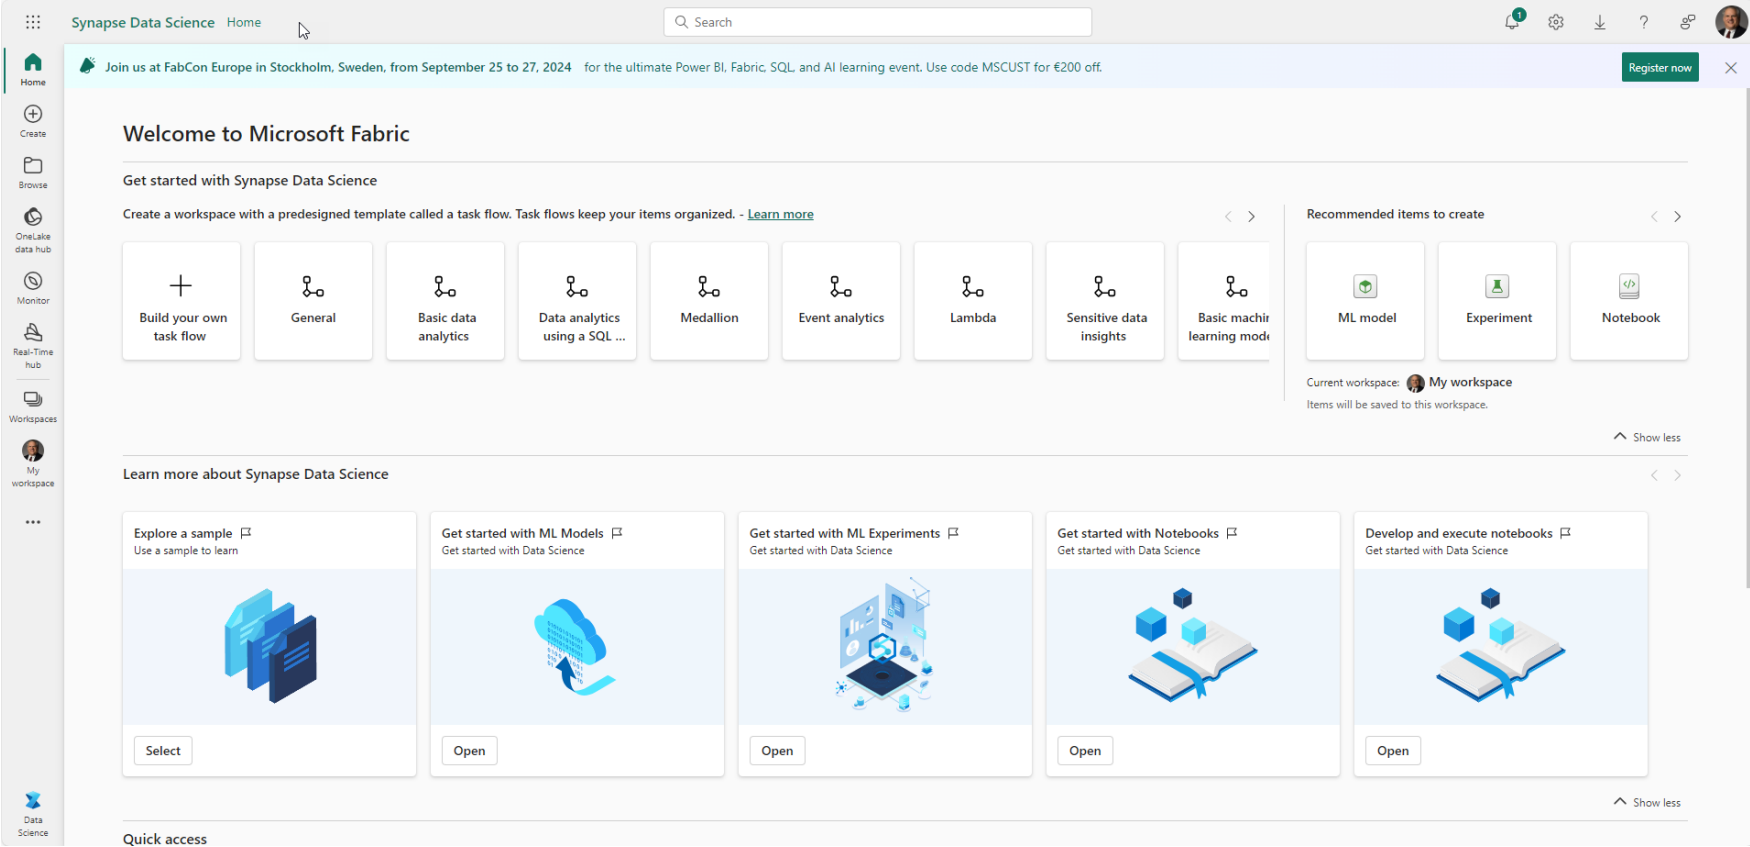 Synapse Data Science Home
Search
1
?
Join us at FabCon Europe in Stockholm, Sweden, from September 25 to 27, 2024 for the ultimate Power BI, Fabric, SQL, and AI learning event. Use code MSCUST for €200 off.
Register now
Home
Create
Browse
OneLake
data hub
Monitor
Real-Time
hub
Workspaces
My
workspace
Data
Science
Welcome to Microsoft Fabric
Get started with Synapse Data Science
Create a workspace with a predesigned template called a task flow. Task flows keep your items organized. - Learn more
Build your own
task flow
General
Basic data
analytics
Data analytics
using a SQL ...
Medallion
Event analytics
Lambda
Sensitive data
insights
Basic machin
learning mode
Recommended items to create
ML model
Experiment
Notebook
Current workspace: My workspace
Items will be saved to this workspace.
Show less
Learn more about Synapse Data Science
Explore a sample
Use a sample to learn
Select
Get started with ML Models
Get started with Data Science
Open
Get started with ML Experiments
Get started with Data Science
Open
Get started with Notebooks
Get started with Data Science
Open
Develop and execute notebooks
Get started with Data Science
Open
Show less
Quick access